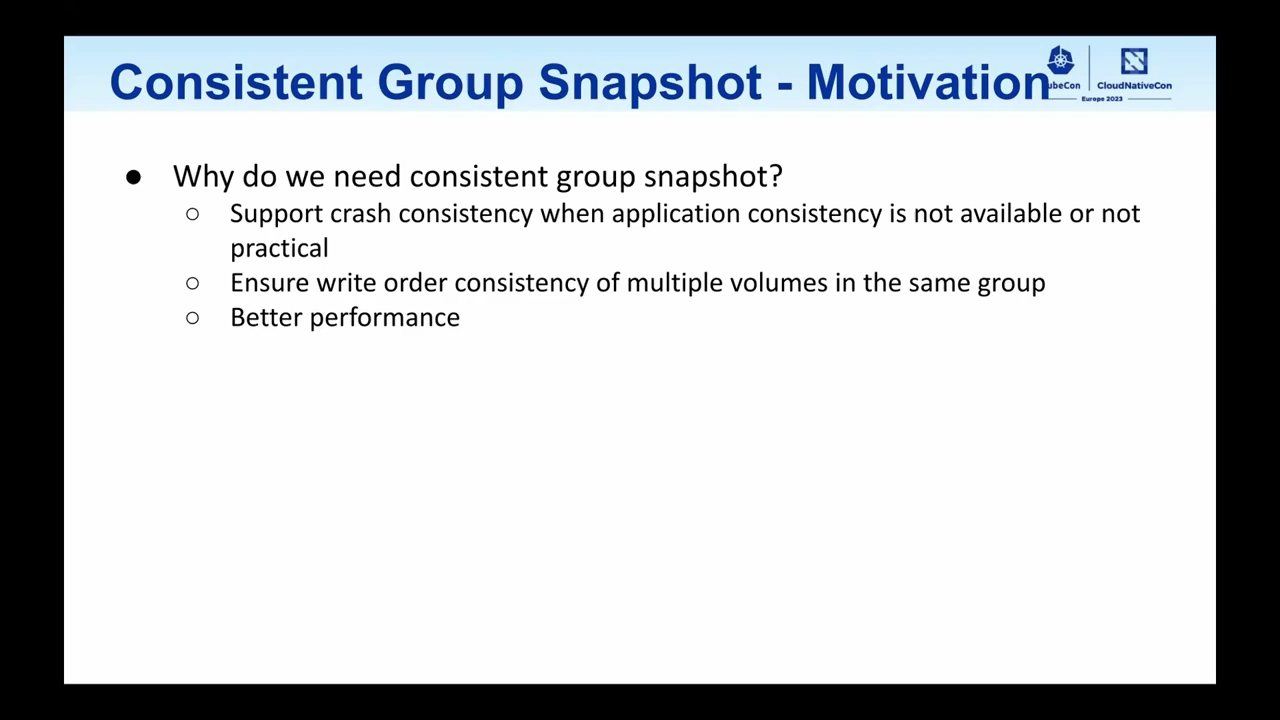 Consistent Group Snapshot - Motivation
CloudNativeCon
Europe 2023
● Why do we need consistent group snapshot?
○ Support crash consistency when application consistency is not available or not
practical
○ Ensure write order consistency of multiple volumes in the same group
○ Better performance